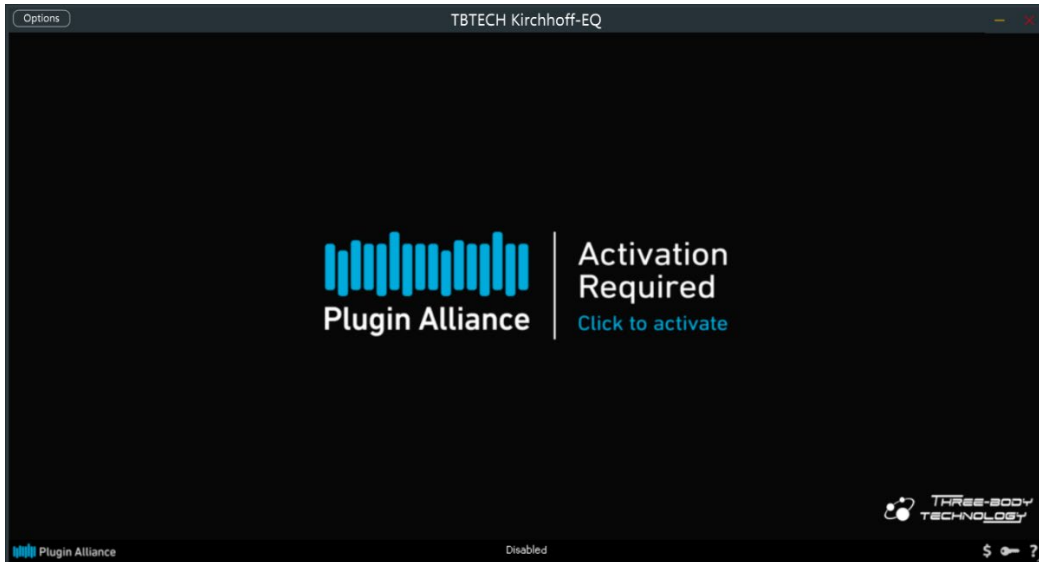 Options
TBTECH Kirchhoff-EQ
Activation
Required
Plugin Alliance
Click to activate
THREE-BODY
TECHNOLOGY
Plugin Alliance
Disabled
$
?